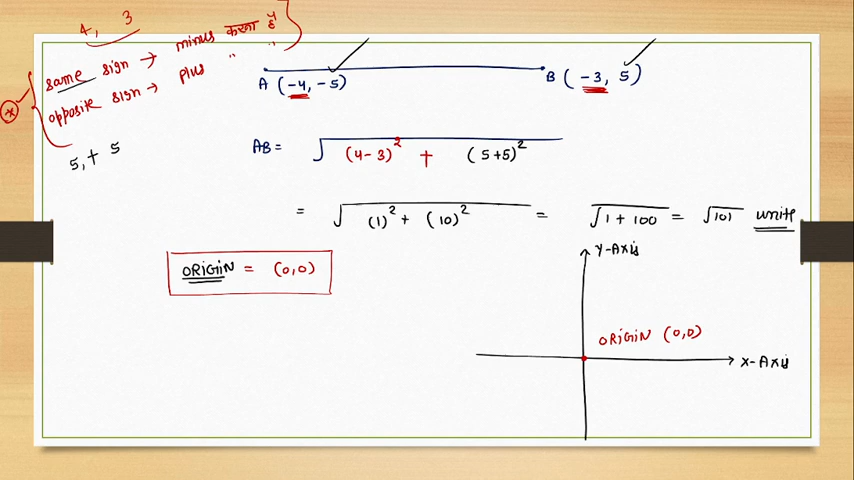 4, 3
same sign → minus करना है
opposite sign → plus " "
5, + 5
A (-4, -5)
B (-3, 5)
AB = √(4-3)² + (5+5)²
= √(1)² + (10)² = √1 + 100 = √101 units
ORIGIN = (0,0)
Y-Axis
ORIGIN (0,0)
X-Axis